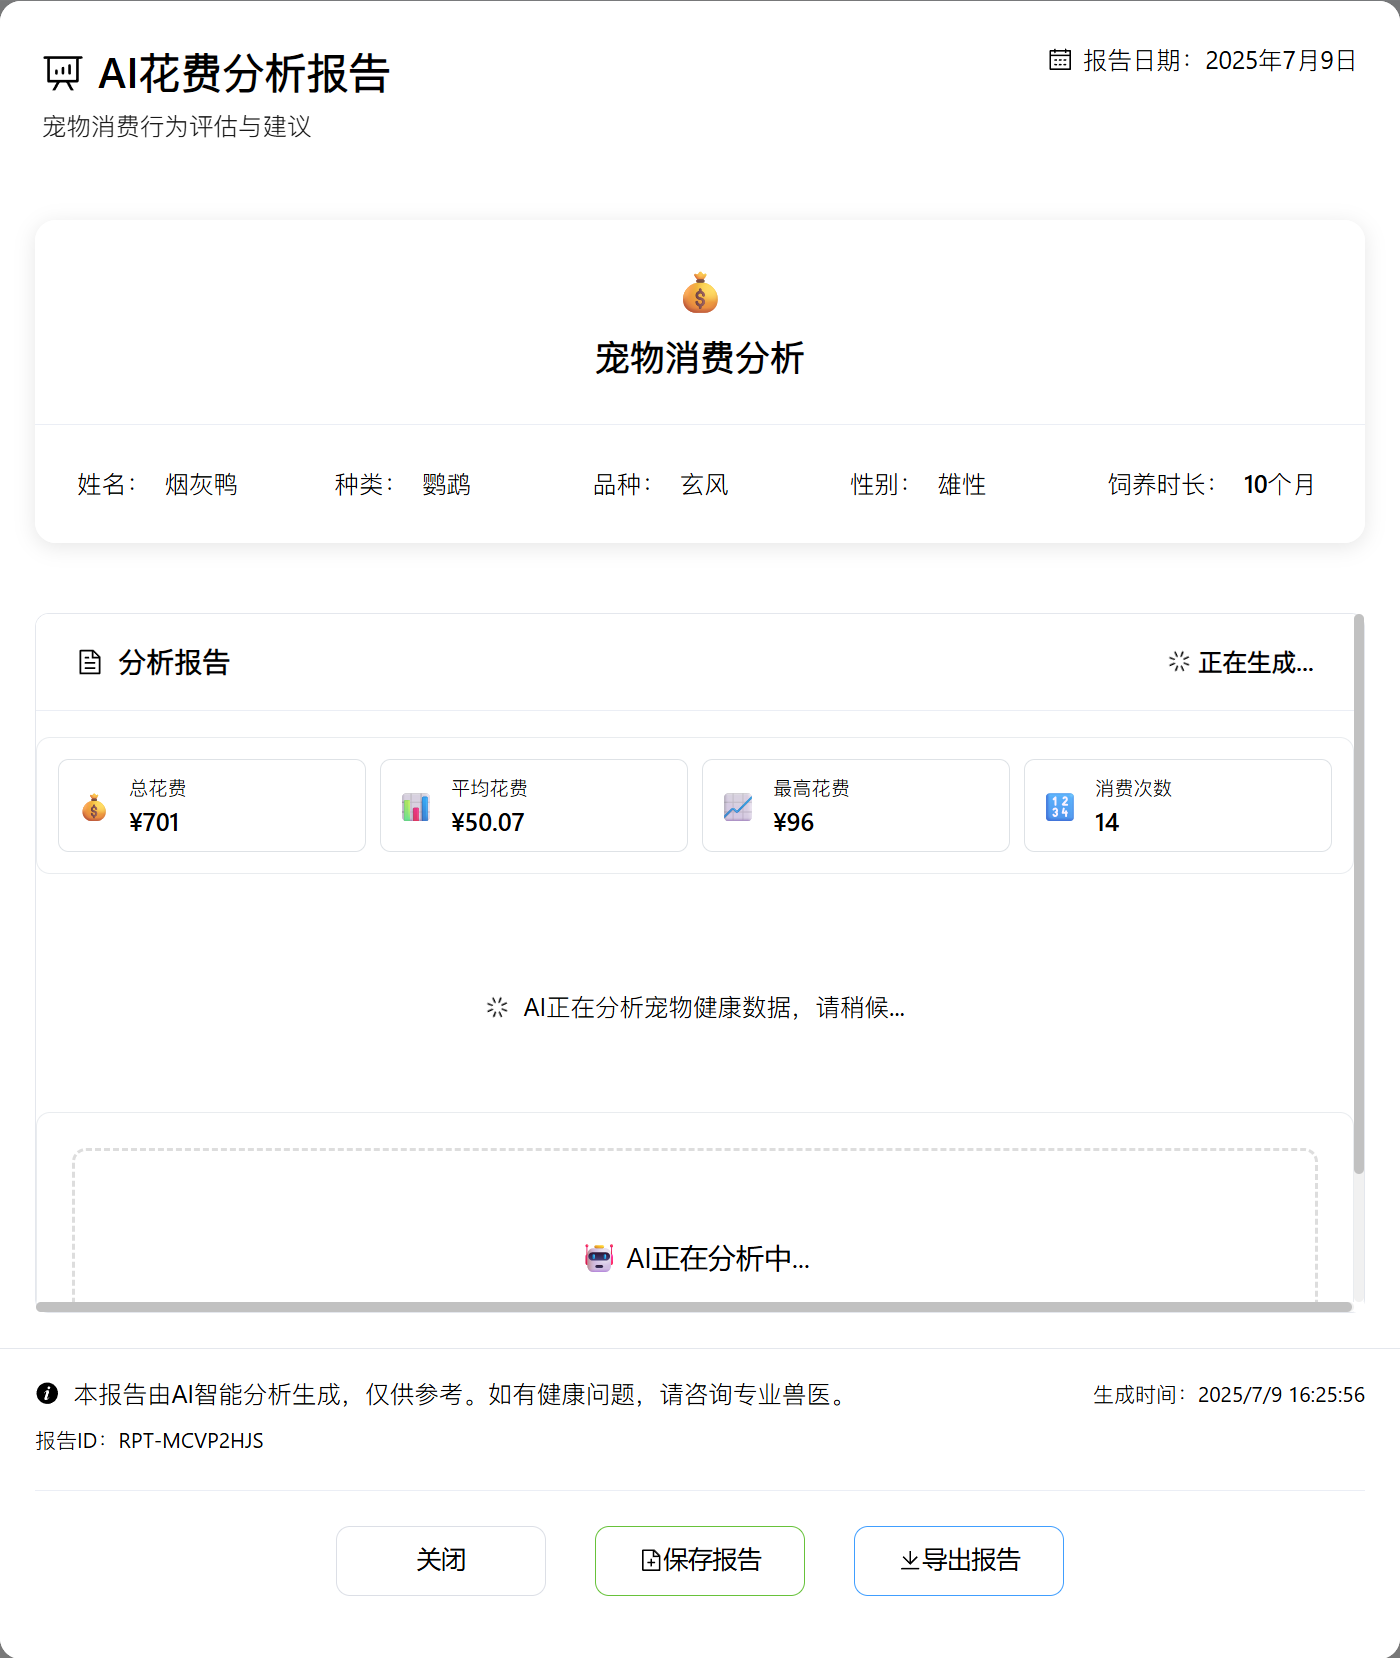 AI花费分析报告
报告日期：2025年7月9日
宠物消费行为评估与建议
宠物消费分析
姓名： 烟灰鸭 种类： 鹦鹉 品种： 玄风 性别： 雄性 饲养时长： 10个月
分析报告
正在生成...
总花费
¥701
平均花费
¥50.07
最高花费
¥96
消费次数
14
AI正在分析宠物健康数据，请稍候...
AI正在分析中...
本报告由AI智能分析生成，仅供参考。如有健康问题，请咨询专业兽医。
生成时间：2025/7/9 16:25:56
报告ID：RPT-MCVP2HJS
关闭
保存报告
导出报告